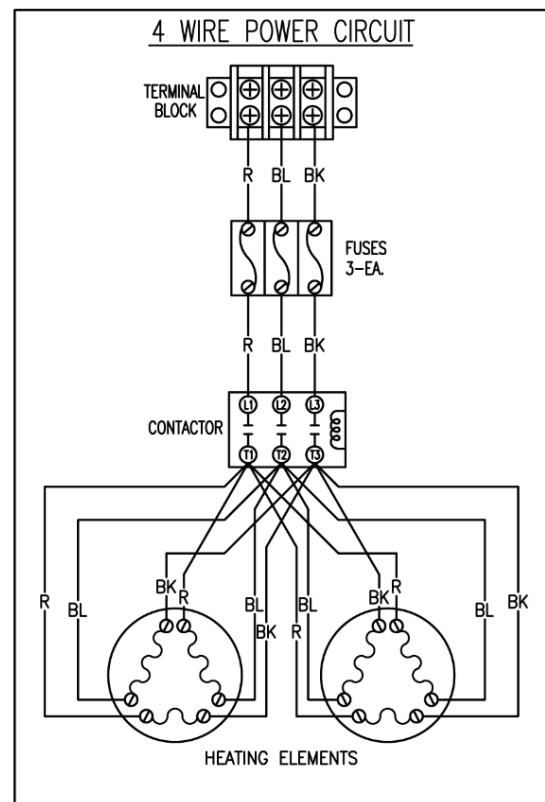 4 WIRE POWER CIRCUIT
TERMINAL
BLOCK
R BL BK
FUSES
3-EA.
R BL BK
L1 L2 L3
CONTACTOR
T1 T2 T3
R BL BK R BL BK BL R BK R BL BK
HEATING ELEMENTS